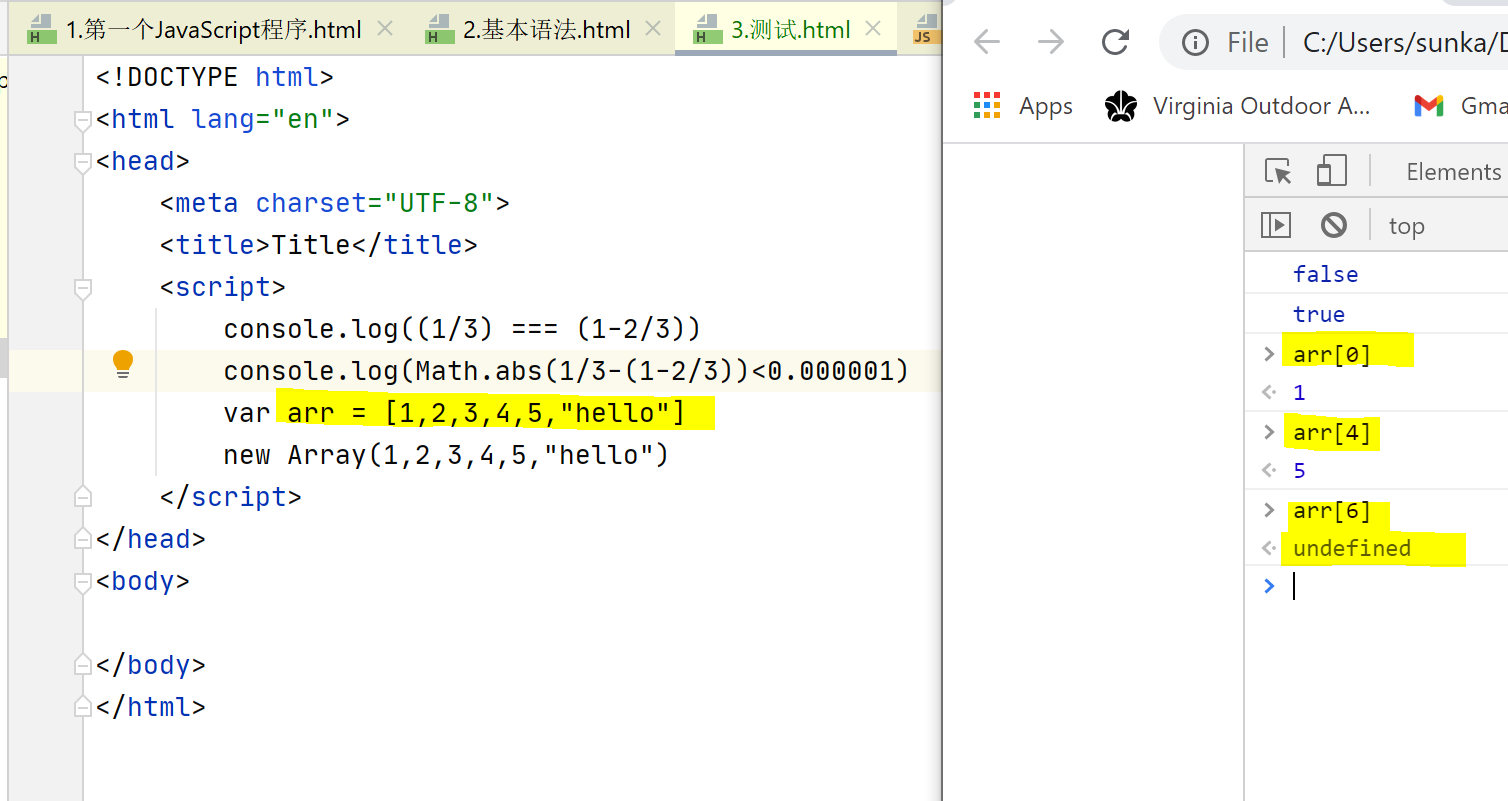 1.第一个JavaScript程序.html
2.基本语法.html
3.测试.html
<!DOCTYPE html>
<html lang="en">
<head>
<meta charset="UTF-8">
<title>Title</title>
<script>
console.log((1/3) === (1-2/3))
console.log(Math.abs(1/3-(1-2/3))<0.000001)
var arr = [1,2,3,4,5,"hello"]
new Array(1,2,3,4,5,"hello")
</script>
</head>
<body>
</body>
</html>
File C:/Users/sunka/D
Apps Virginia Outdoor A... Gma
Elements
top
false
true
> arr[0]
1
> arr[4]
5
> arr[6]
undefined
>